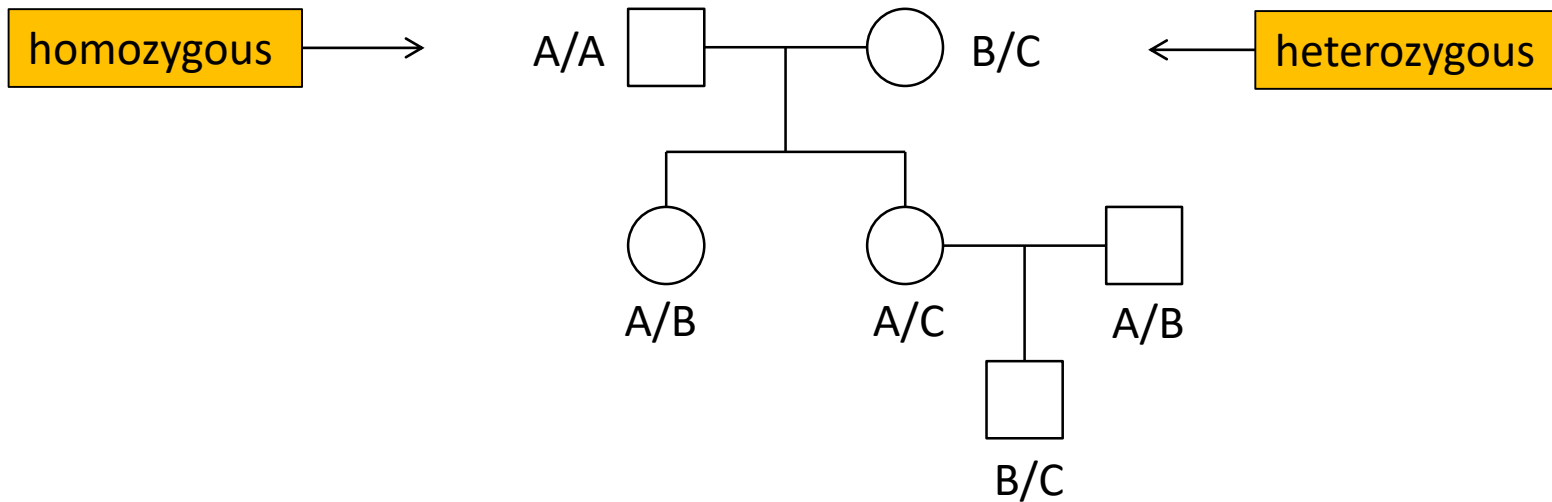 homozygous
A/A
B/C
heterozygous
A/B
A/C
A/B
B/C